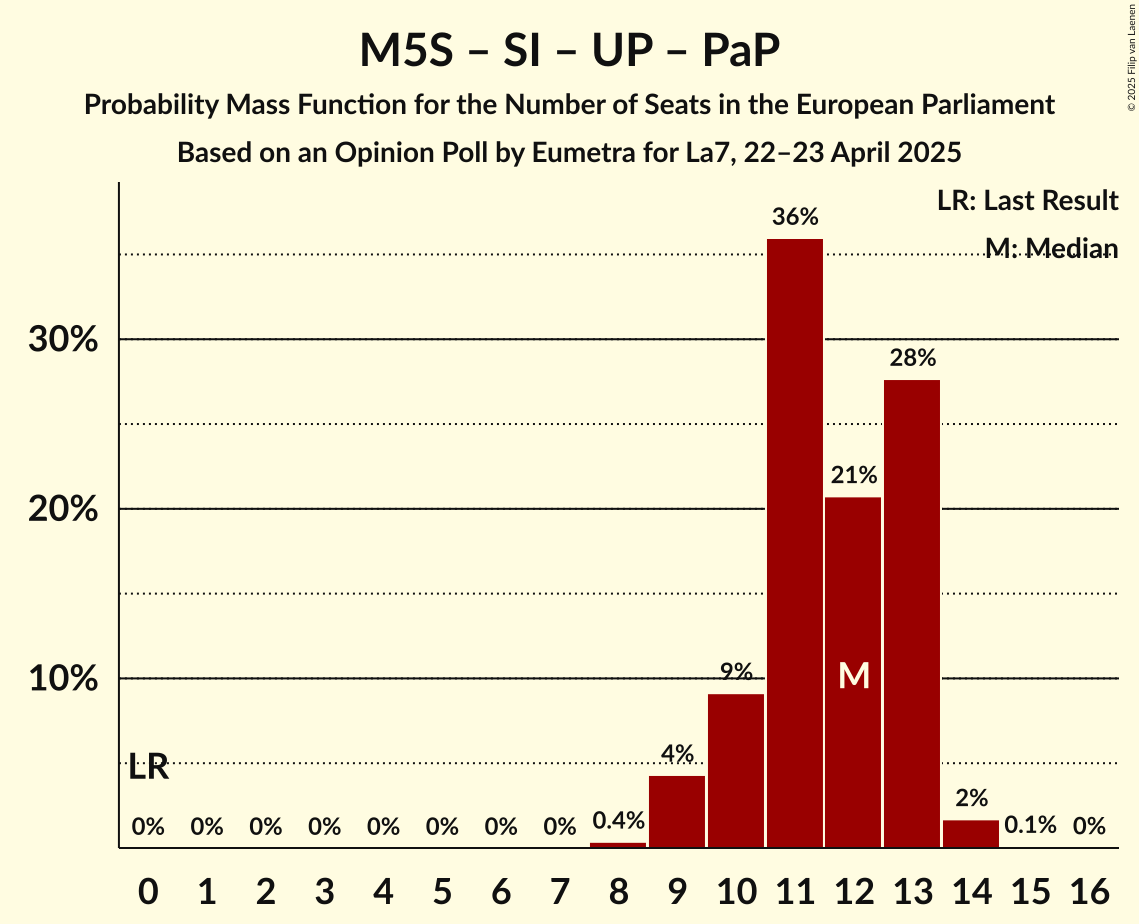 M5S – SI – UP – PaP
Probability Mass Function for the Number of Seats in the European Parliament
Based on an Opinion Poll by Eumetra for La7, 22–23 April 2025
© 2025 Filip van Laenen
LR: Last Result
M: Median
36%
30%
28%
21%
20%
10%
9%
M
4%
LR
2%
0% 0% 0% 0% 0% 0% 0% 0% 0.4% 0.1% 0%
0 1 2 3 4 5 6 7 8 9 10 11 12 13 14 15 16